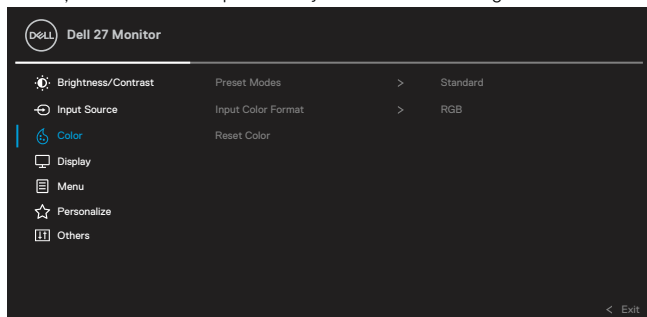 DELL Dell 27 Monitor
Brightness/Contrast Preset Modes > Standard
Input Source Input Color Format > RGB
Color Reset Color
Display
Menu
Personalize
Others
< Exit